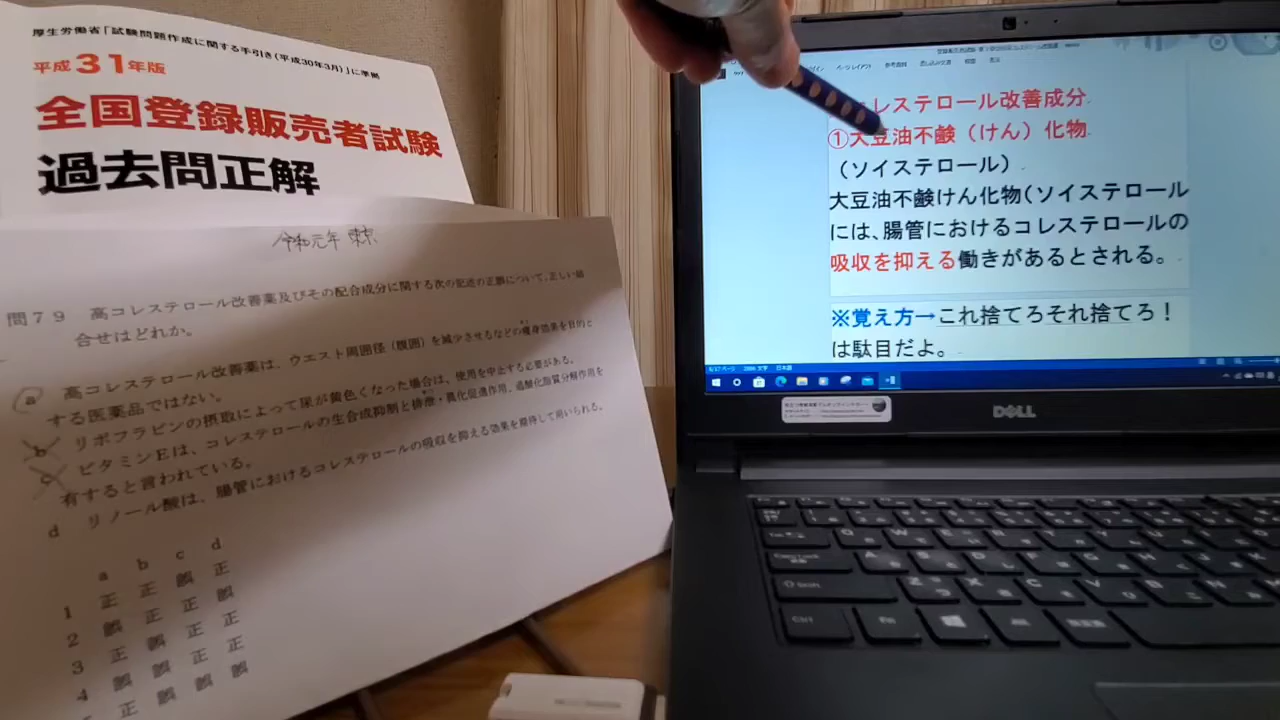 厚生労働省「試験問題作成に関する手引き(平成30年3月)」に準拠
平成31年版
全国登録販売者試験
過去問正解
令和元年 東京
問79 高コレステロール改善薬及びその配合成分に関する次の記述の正誤について、正しい組
合せはどれか。
a 高コレステロール改善薬は、ウエスト周囲径(腹囲)を減少させるなどの痩身効果を目的と
する医薬品ではない。
b リボフラビンの摂取によって尿が黄色くなった場合は、使用を中止する必要がある。
c ビタミンEは、コレステロールの生合成抑制と排泄・異化促進作用、過酸化脂質分解作用を
有すると言われている。
d リノール酸は、腸管におけるコレステロールの吸収を抑える効果を期待して用いられる。
a b c d
1 正 正 誤 正
2 誤 正 正 誤
3 正 誤 正 正
4 誤 誤 正 正
正 誤 誤 誤
レステロール改善成分
①大豆油不鹸(けん)化物
(ソイステロール)
大豆油不鹸けん化物(ソイステロール
には、腸管におけるコレステロールの
吸収を抑える働きがあるとされる。
※覚え方→これ捨てろそれ捨てろ!
は駄目だよ。
DELL